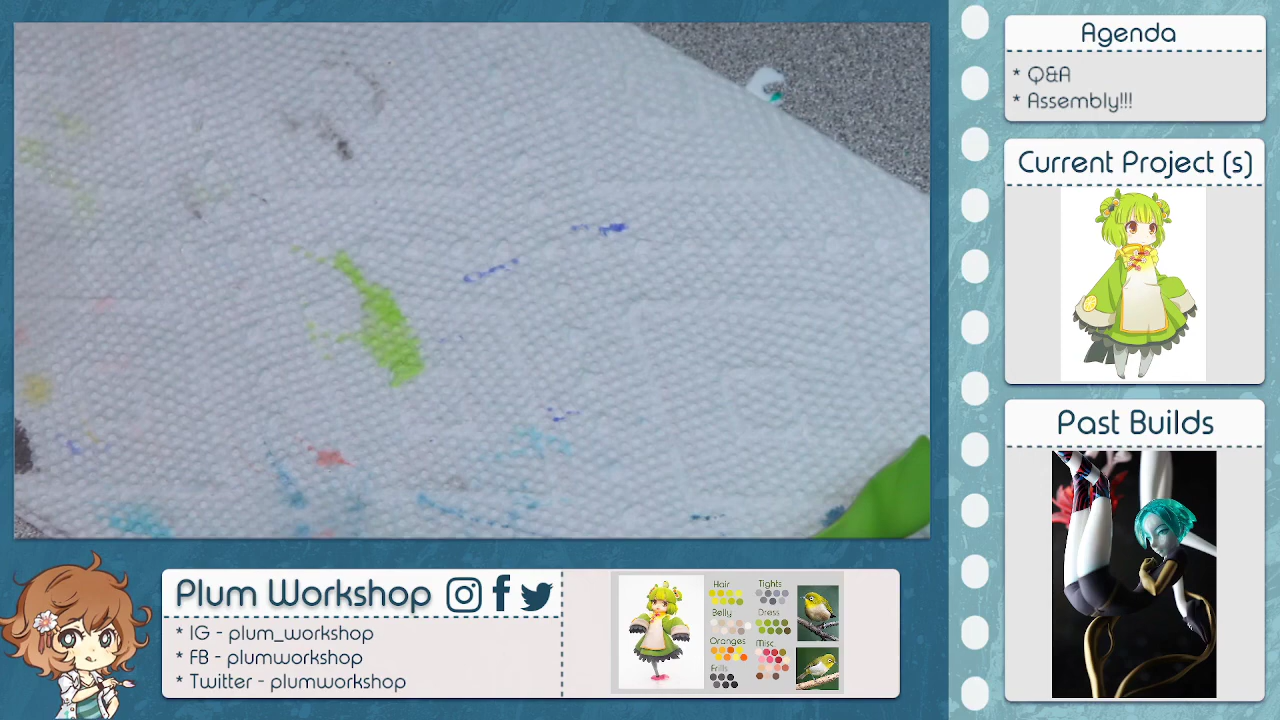 Agenda
* Q&A
* Assembly!!!
Current Project (s)
Past Builds
Plum Workshop
* IG - plum_workshop
* FB - plumworkshop
* Twitter - plumworkshop
Hair
Tights
Belly
Dress
Oranges
Misc.
Frills